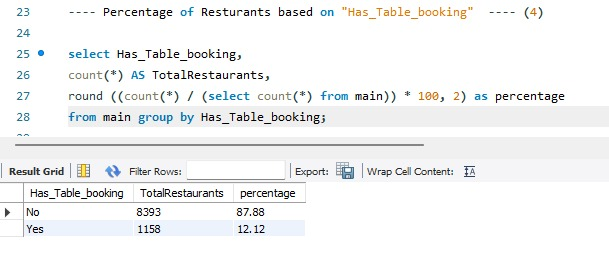 23 ---- Percentage of Resturants based on "Has_Table_booking" ---- (4)
24
25 select Has_Table_booking,
26 count(*) AS TotalRestaurants,
27 round ((count(*) / (select count(*) from main)) * 100, 2) as percentage
28 from main group by Has_Table_booking;
Result Grid Filter Rows: Export: Wrap Cell Content:
Has_Table_booking TotalRestaurants percentage
No 8393 87.88
Yes 1158 12.12